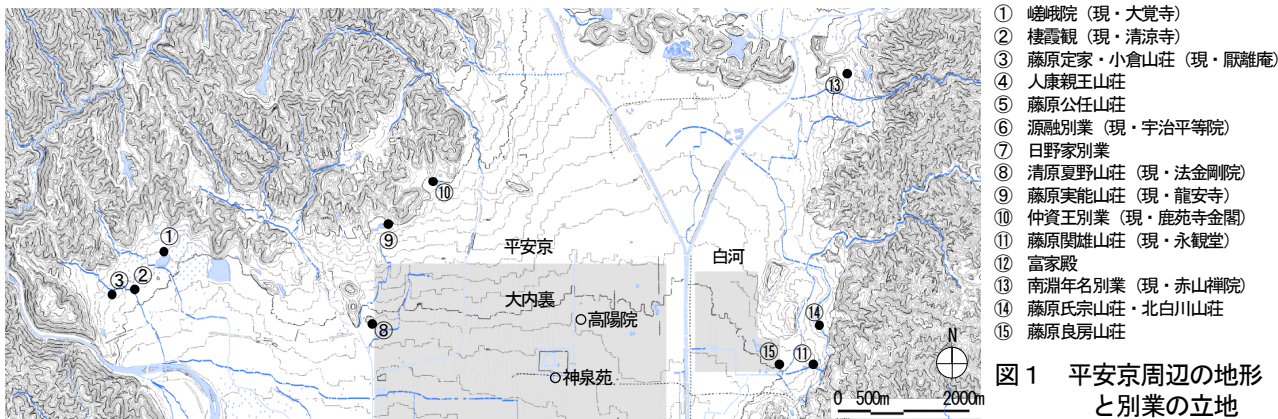 ① 嵯峨院（現・大覚寺）
② 棲霞観（現・清涼寺）
③ 藤原定家・小倉山荘（現・厭離庵）
④ 人康親王山荘
⑤ 藤原公任山荘
⑥ 源融別業（現・宇治平等院）
⑦ 日野家別業
⑧ 清原夏野山荘（現・法金剛院）
⑨ 藤原実能山荘（現・龍安寺）
⑩ 仲資王別業（現・鹿苑寺金閣）
⑪ 藤原関雄山荘（現・永観堂）
⑫ 富家殿
⑬ 南淵年名別業（現・赤山禅院）
⑭ 藤原氏宗山荘・北白川山荘
⑮ 藤原良房山荘
図１ 平安京周辺の地形
と別業の立地
⑬
⑩
⑨
①
③ ②
平安京
白河
大内裏
高陽院
⑧
⑭
神泉苑
⑮ ⑪
N
0 500m 2000m